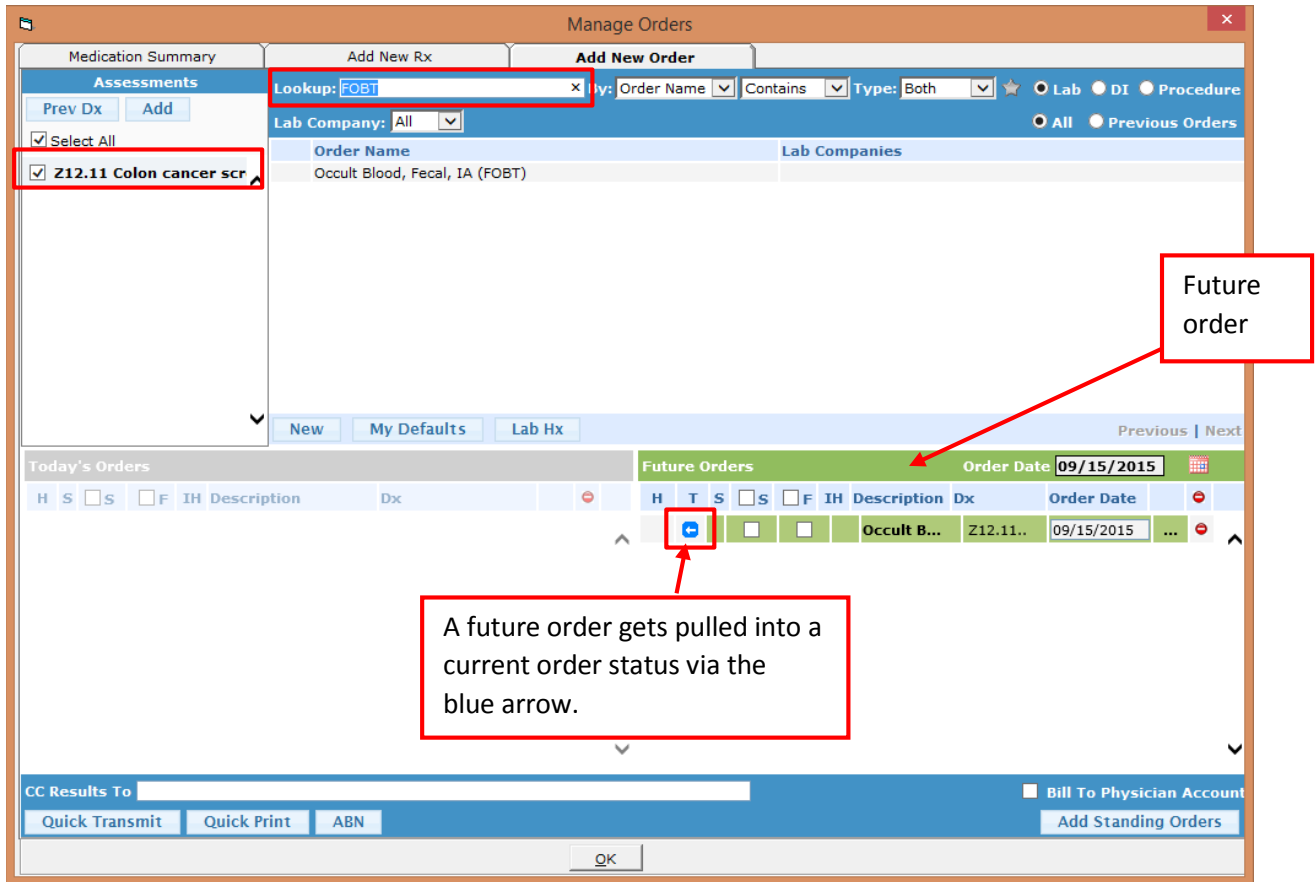 Manage Orders
Medication Summary Add New Rx Add New Order
Assessments
Prev Dx Add
Select All
Z12.11 Colon cancer scr
Lookup: FOBT × By: Order Name Contains Type: Both Lab DI Procedure
Lab Company: All All Previous Orders
Order Name Lab Companies
Occult Blood, Fecal, IA (FOBT)
Future
order
New My Defaults Lab Hx Previous | Next
Today's Orders
H S S F IH Description Dx
Future Orders Order Date 09/15/2015
H T S S F IH Description Dx Order Date
Occult B... Z12.11.. 09/15/2015 ...
A future order gets pulled into a
current order status via the
blue arrow.
CC Results To Bill To Physician Account
Quick Transmit Quick Print ABN Add Standing Orders
OK